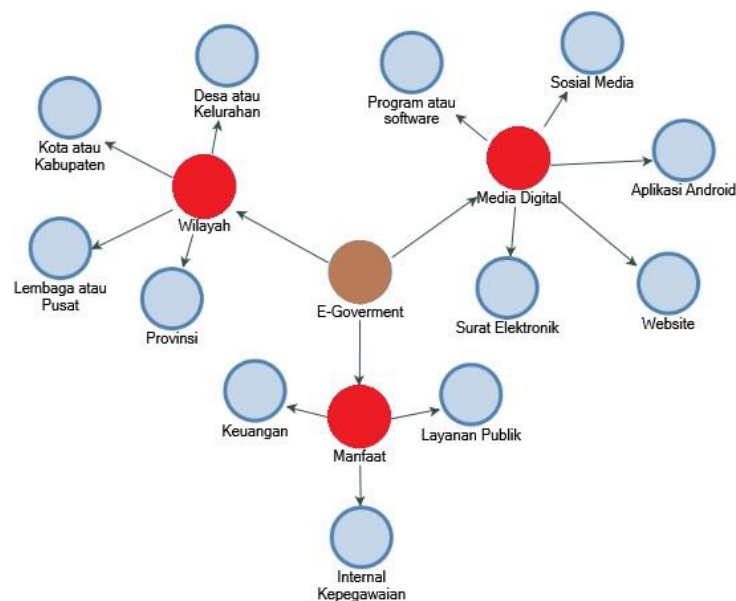 Desa atau
Kelurahan
Kota atau
Kabupaten
Wilayah
Lembaga atau
Pusat
Provinsi
Program atau
software
Sosial Media
Aplikasi Android
Media Digital
Surat Elektronik
Website
E-Goverment
Keuangan
Layanan Publik
Manfaat
Internal
Kepegawaian